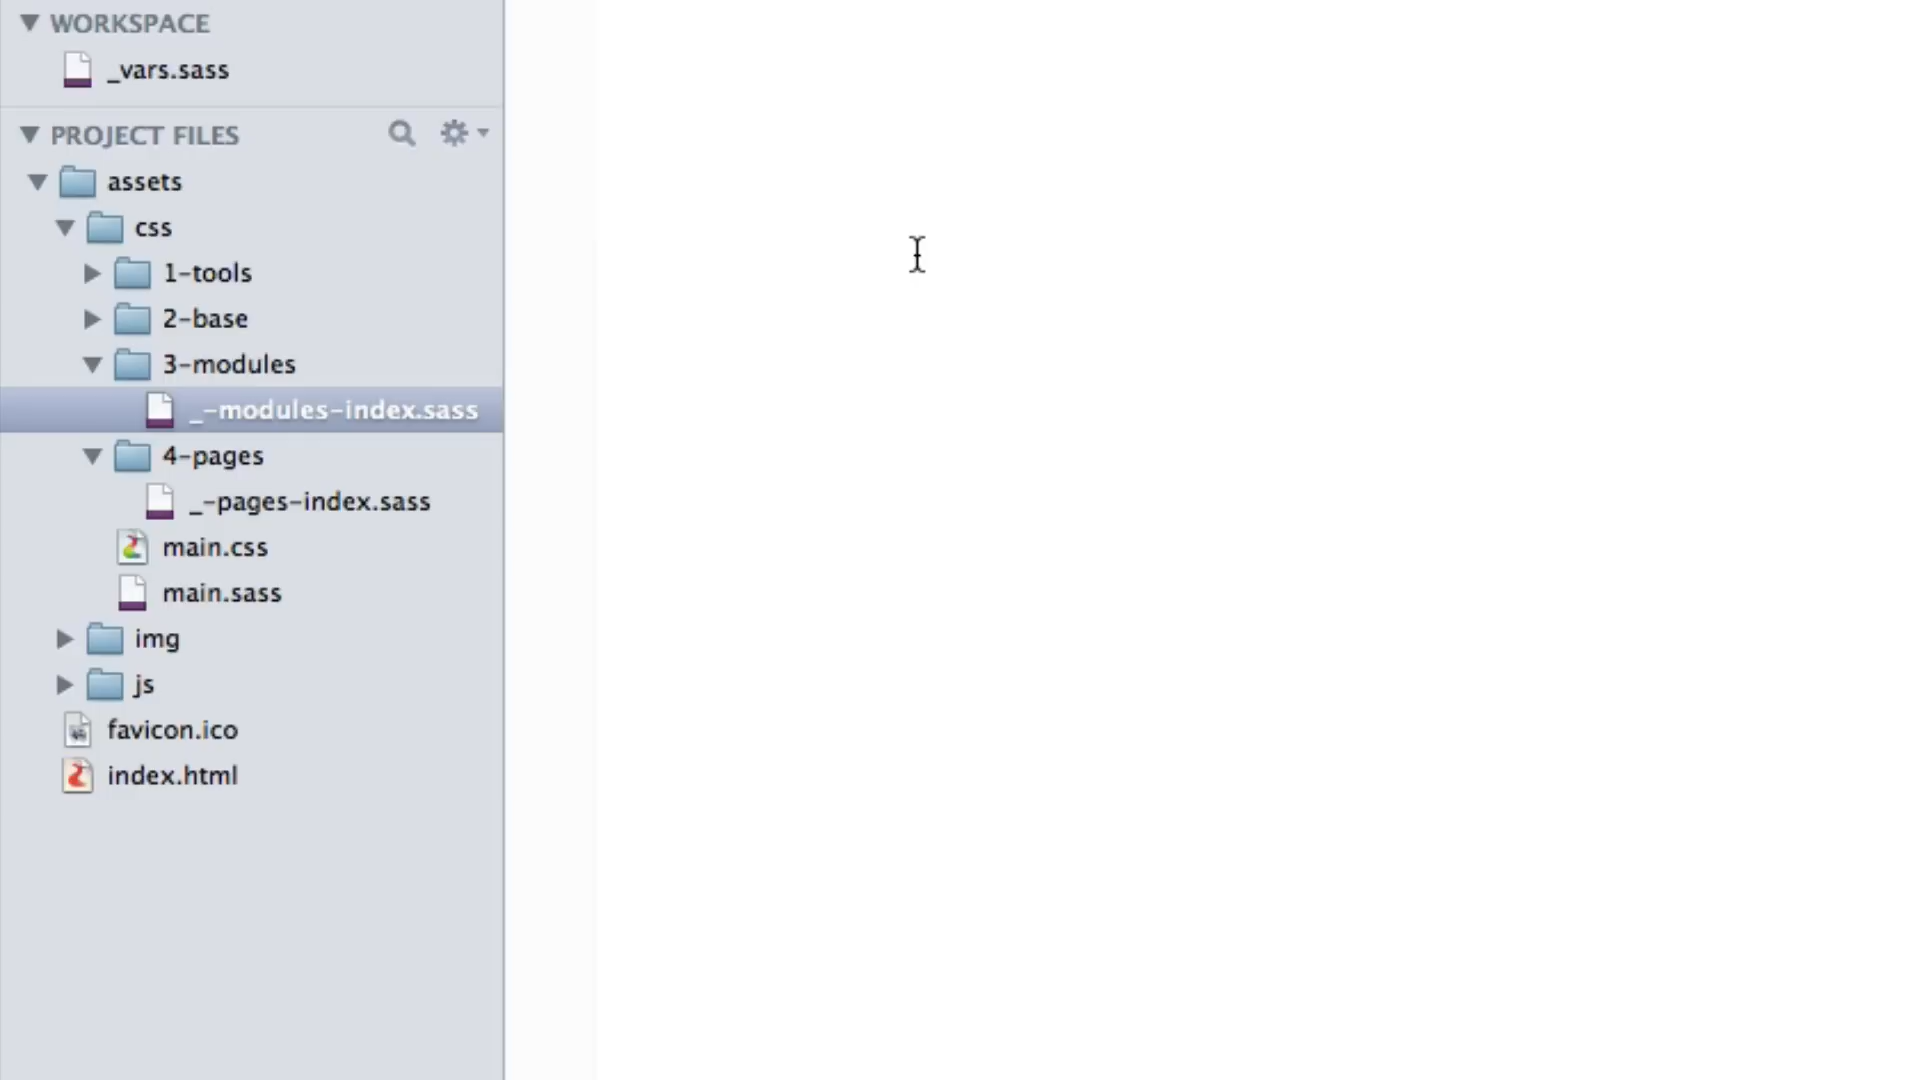 WORKSPACE
_vars.sass
PROJECT FILES
assets
css
1-tools
2-base
3-modules
_-modules-index.sass
4-pages
_-pages-index.sass
main.css
main.sass
img
js
favicon.ico
index.html